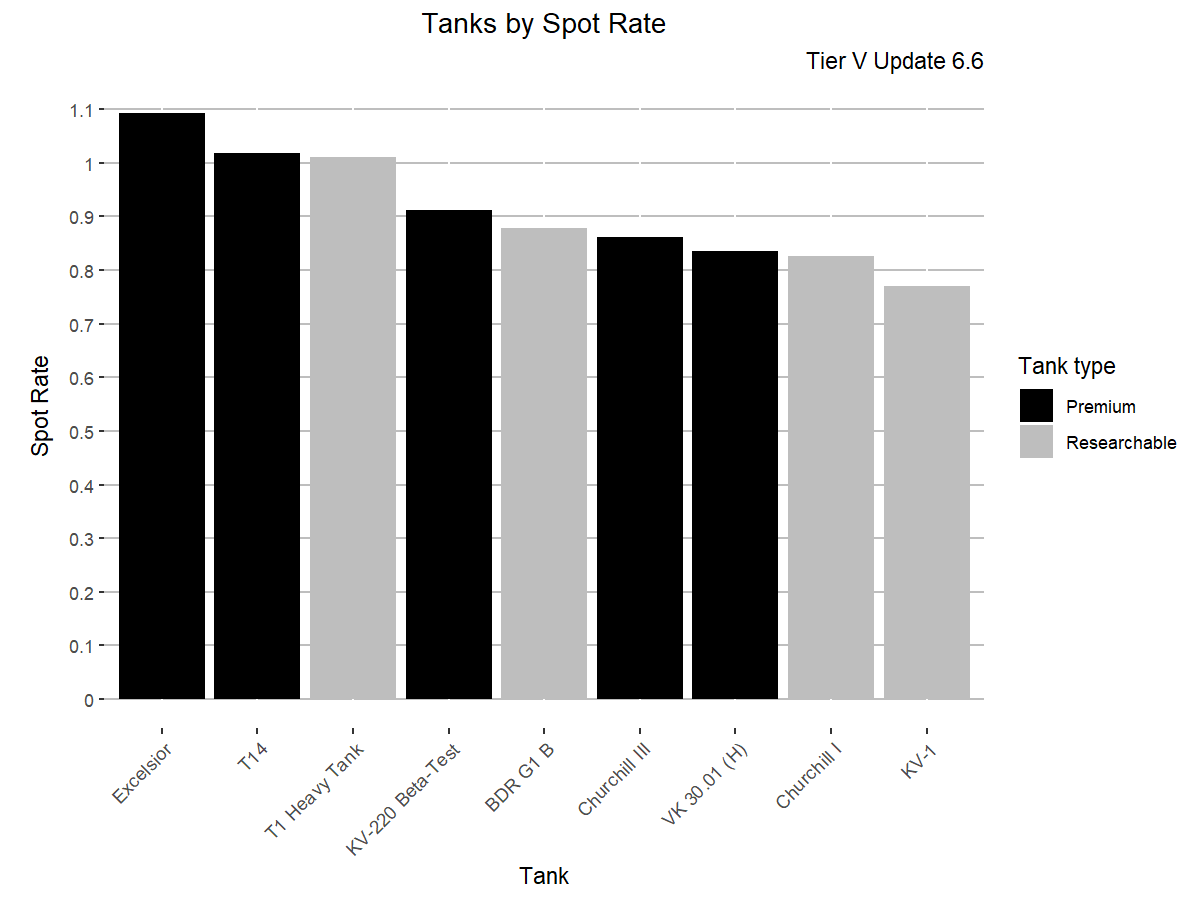 Tanks by Spot Rate
Tier V Update 6.6
1.1
1
0.9
0.8
0.7
0.6
0.5
0.4
0.3
0.2
0.1
0
Spot Rate
Excelsior
T14
T1 Heavy Tank
KV-220 Beta-Test
BDR G1 B
Churchill III
VK 30.01 (H)
Churchill I
KV-1
Tank
Tank type
Premium
Researchable